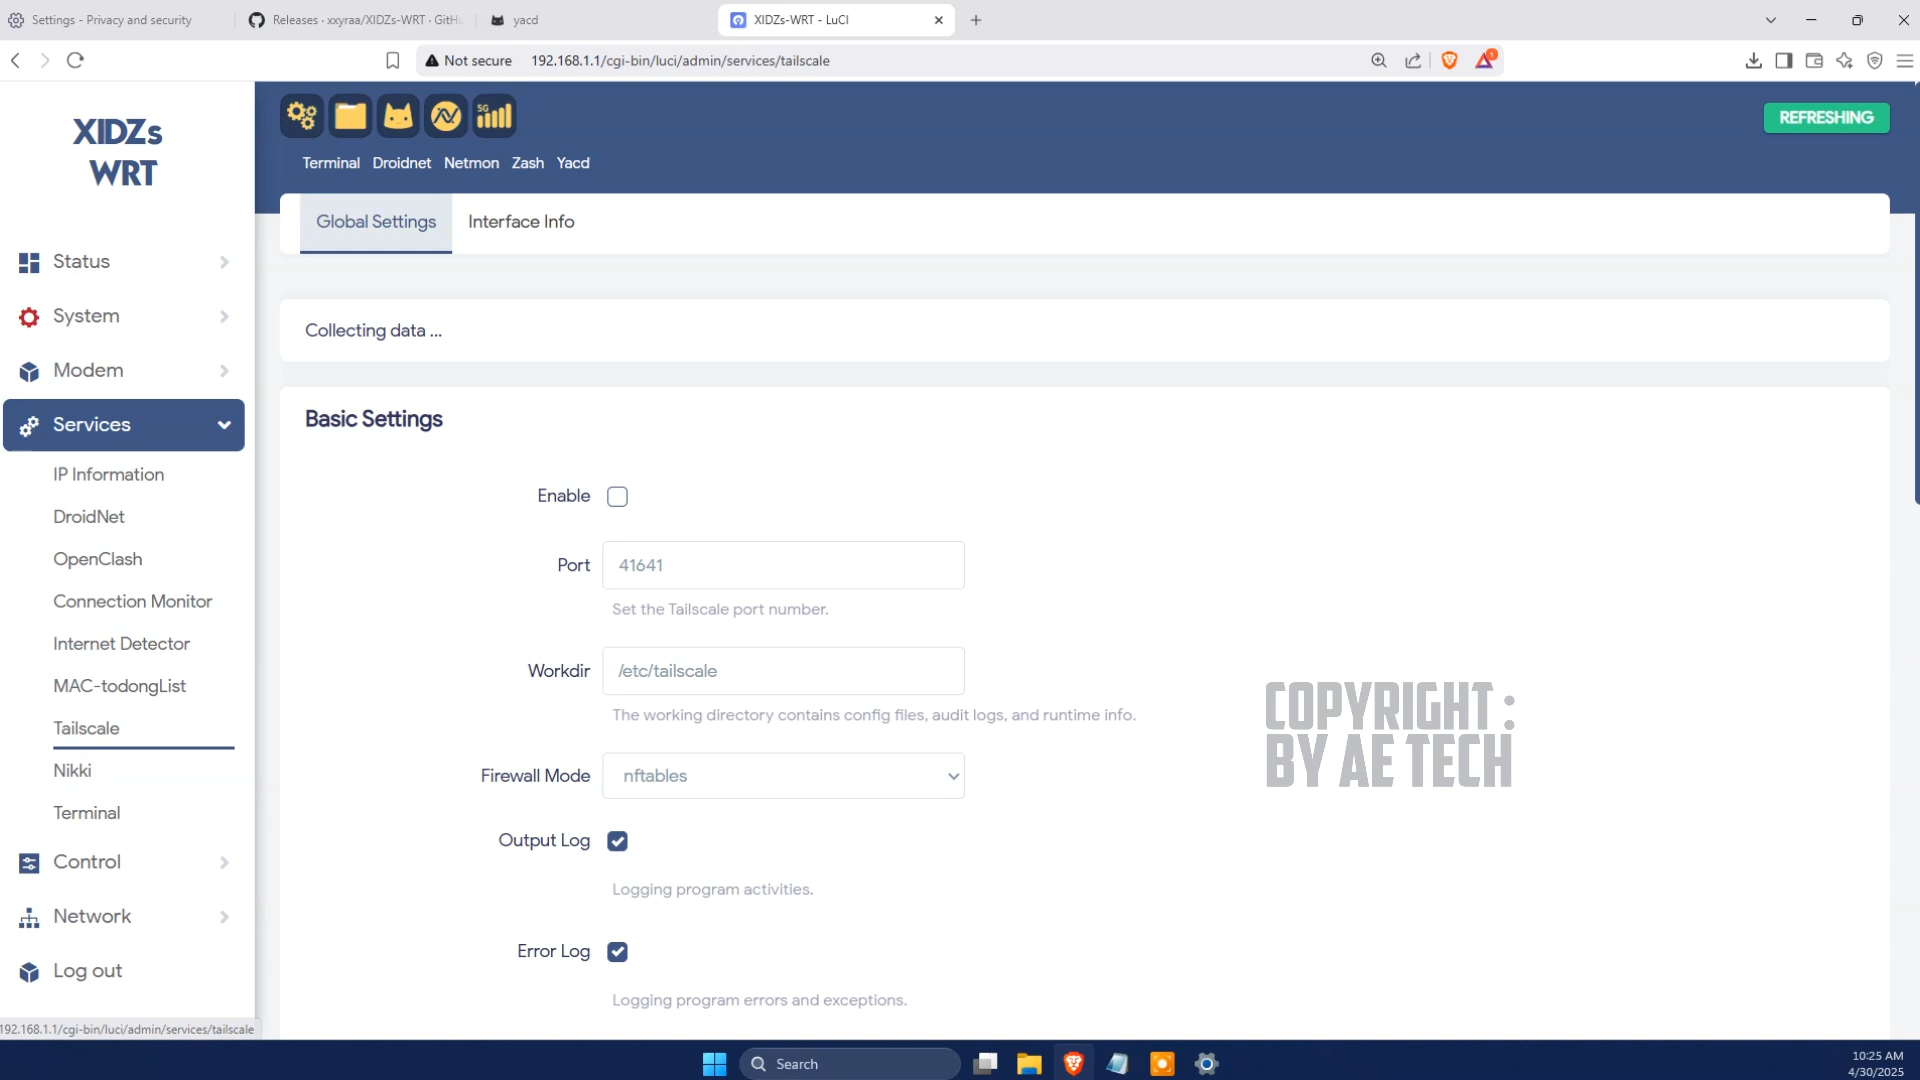 Settings - Privacy and security
Releases · xxyraa/XIDZs-WRT · GitHu
yacd
XIDZs-WRT - LuCI
Not secure 192.168.1.1/cgi-bin/luci/admin/services/tailscale
1
XIDZs
WRT
5G
REFRESHING
Terminal Droidnet Netmon Zash Yacd
Global Settings Interface Info
Status
System
Modem
Services
IP Information
DroidNet
OpenClash
Connection Monitor
Internet Detector
MAC-todongList
Tailscale
Nikki
Terminal
Control
Network
Log out
Collecting data ...
Basic Settings
Enable
Port 41641
Set the Tailscale port number.
Workdir /etc/tailscale
The working directory contains config files, audit logs, and runtime info.
Firewall Mode nftables
Output Log
Logging program activities.
Error Log
Logging program errors and exceptions.
COPYRIGHT :
BY AE TECH
192.168.1.1/cgi-bin/luci/admin/services/tailscale
Search
10:25 AM
4/30/2025